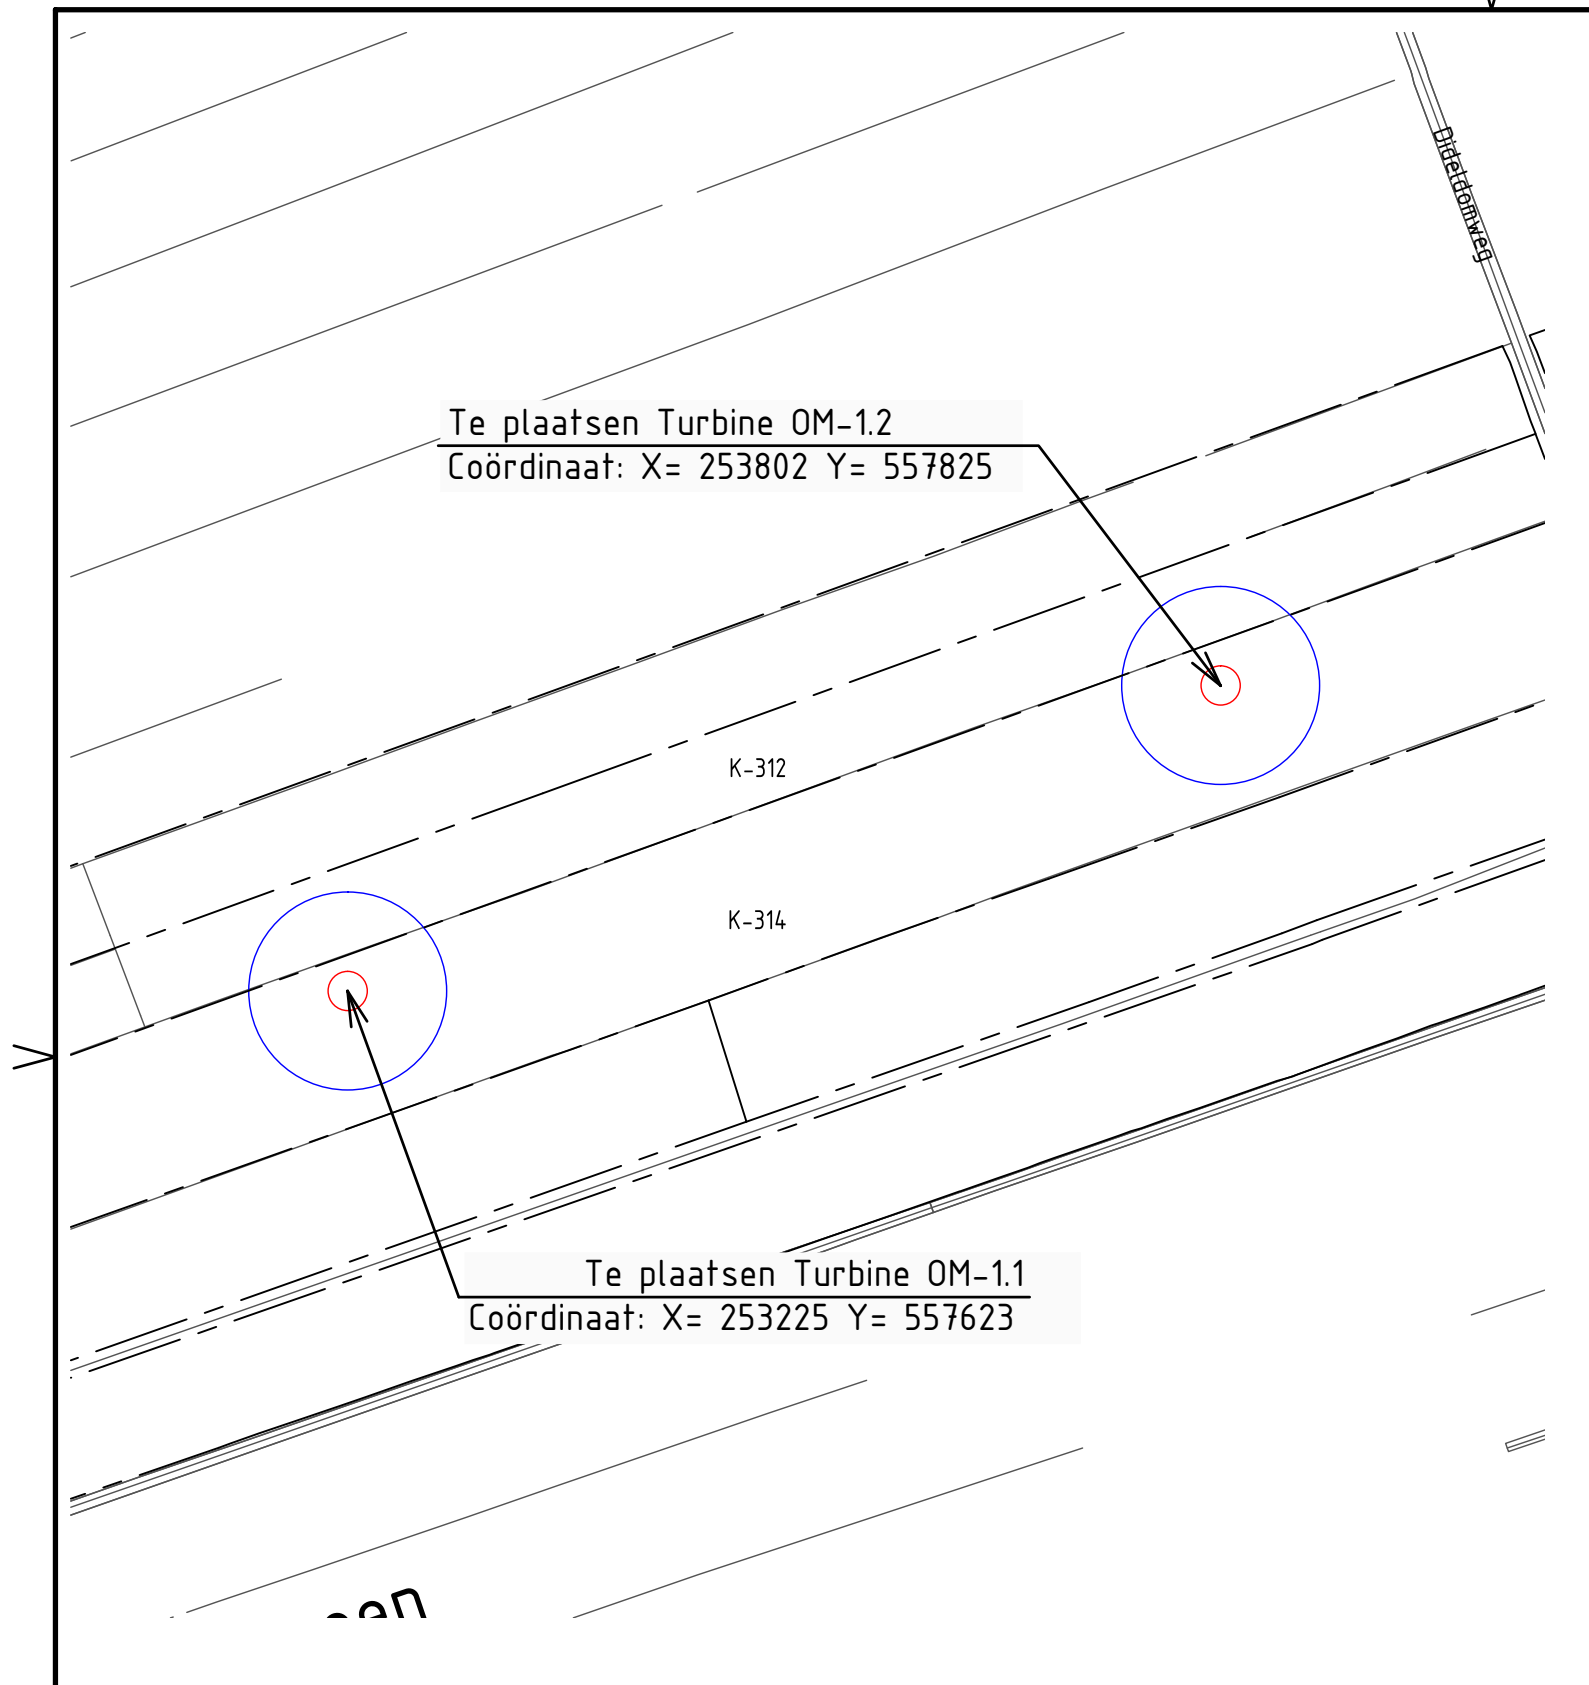 Dideldomweg
Te plaatsen Turbine OM-1.2
Coördinaat: X= 253802 Y= 557825
K-312
K-314
Te plaatsen Turbine OM-1.1
Coördinaat: X= 253225 Y= 557623